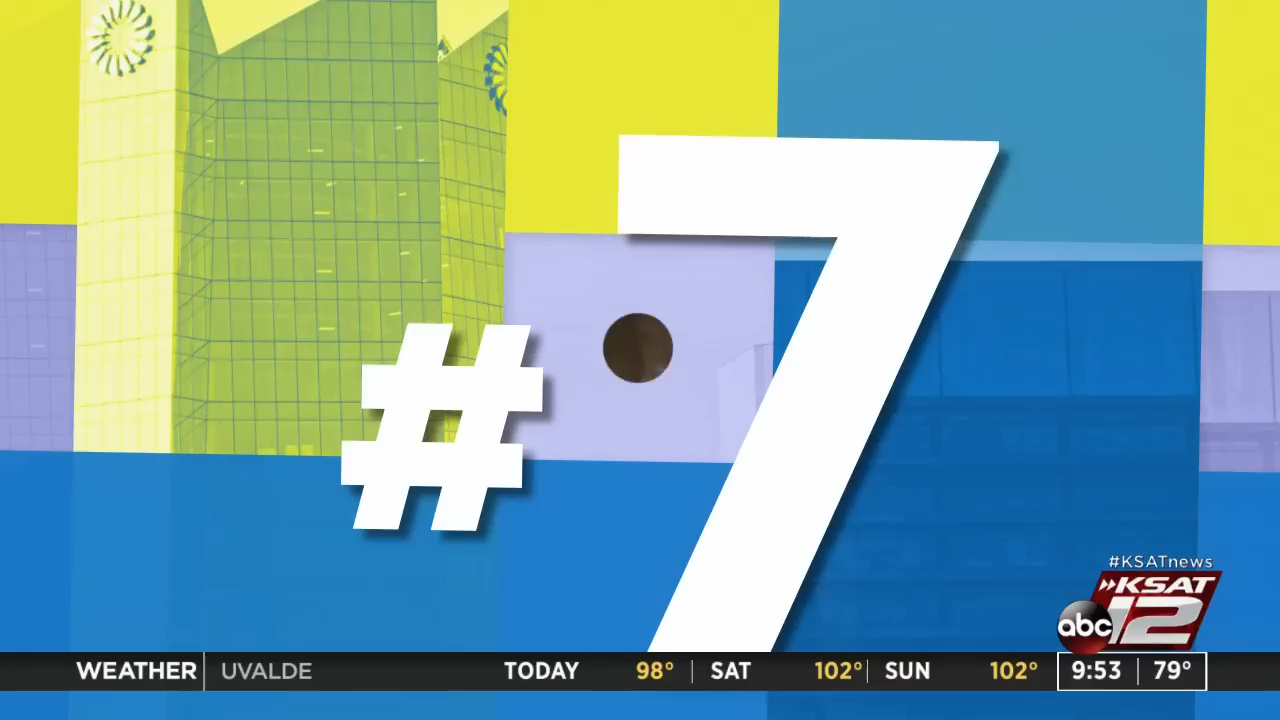 #7
#KSATnews
KSAT
abc 12
WEATHER UVALDE TODAY 98° SAT 102° SUN 102° 9:53 79°